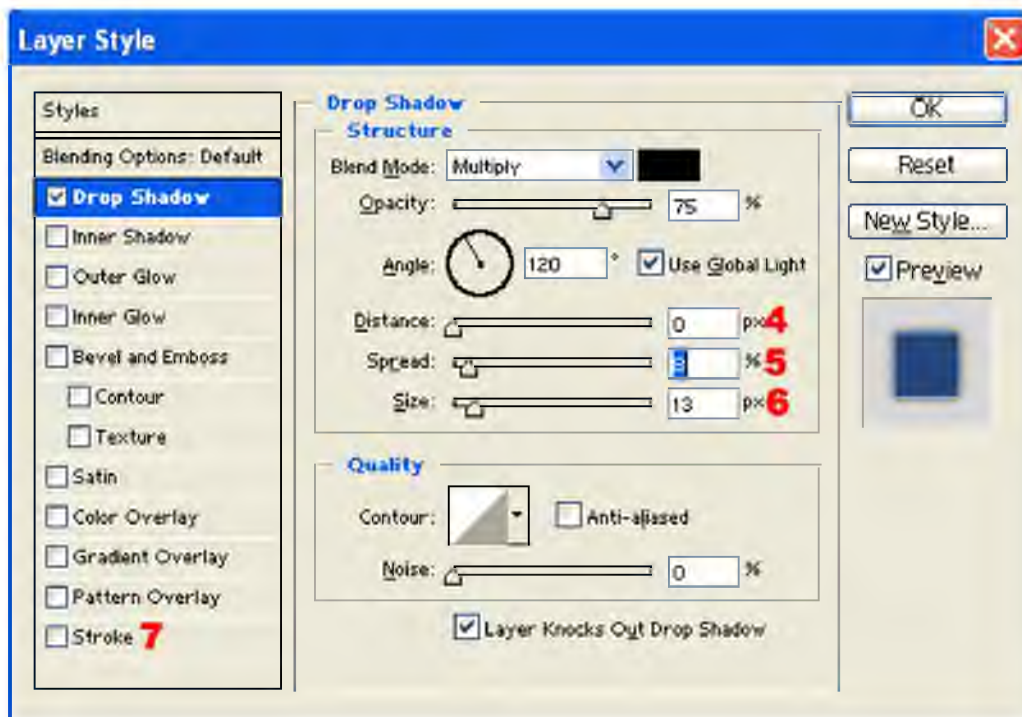 Layer Style
Styles
Blending Options: Default
Drop Shadow
Inner Shadow
Outer Glow
Inner Glow
Bevel and Emboss
Contour
Texture
Satin
Color Overlay
Gradient Overlay
Pattern Overlay
Stroke 7
Drop Shadow
Structure
Blend Mode: Multiply
Opacity: 75 %
Angle: 120 ° Use Global Light
Distance: 0 px 4
Spread: % 5
Size: 13 px 6
Quality
Contour: Anti-aliased
Noise: 0 %
Layer Knocks Out Drop Shadow
OK
Reset
New Style...
Preview